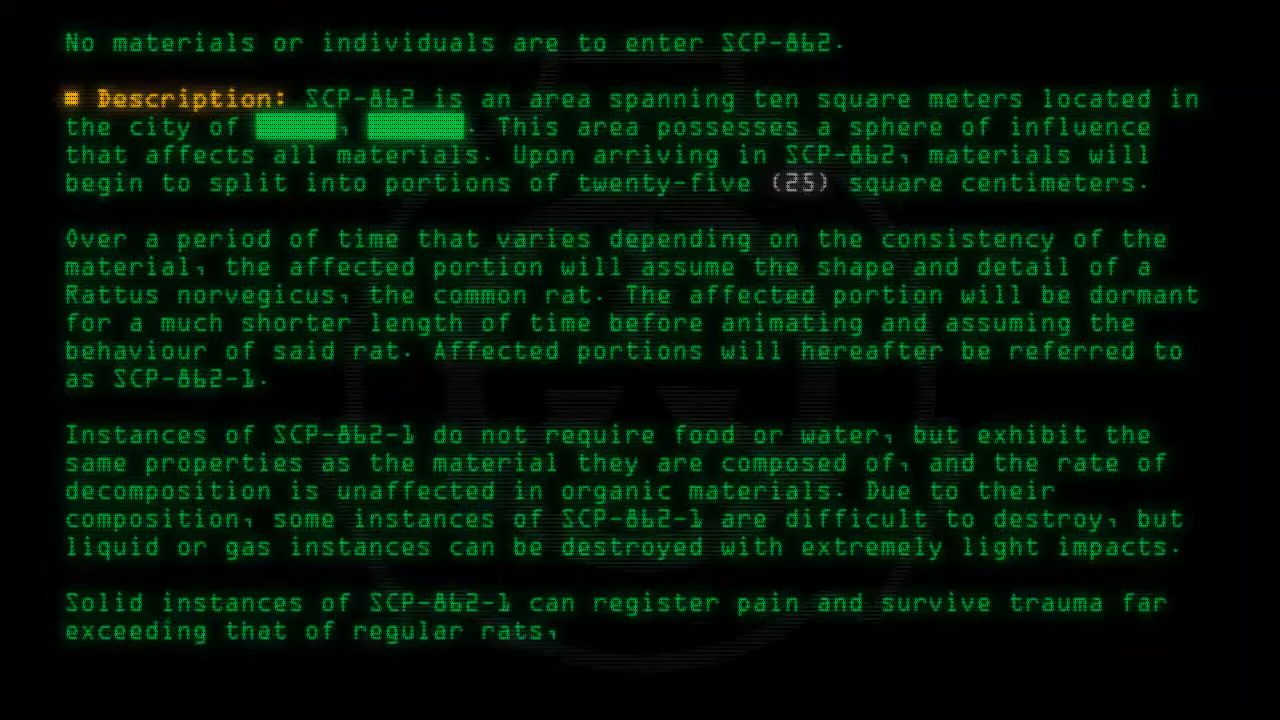 No materials or individuals are to enter SCP-862.
■ Description: SCP-862 is an area spanning ten square meters located in
the city of █████, ██████. This area possesses a sphere of influence
that affects all materials. Upon arriving in SCP-862, materials will
begin to split into portions of twenty-five (25) square centimeters.
Over a period of time that varies depending on the consistency of the
material, the affected portion will assume the shape and detail of a
Rattus norvegicus, the common rat. The affected portion will be dormant
for a much shorter length of time before animating and assuming the
behaviour of said rat. Affected portions will hereafter be referred to
as SCP-862-1.
Instances of SCP-862-1 do not require food or water, but exhibit the
same properties as the material they are composed of, and the rate of
decomposition is unaffected in organic materials. Due to their
composition, some instances of SCP-862-1 are difficult to destroy, but
liquid or gas instances can be destroyed with extremely light impacts.
Solid instances of SCP-862-1 can register pain and survive trauma far
exceeding that of regular rats,